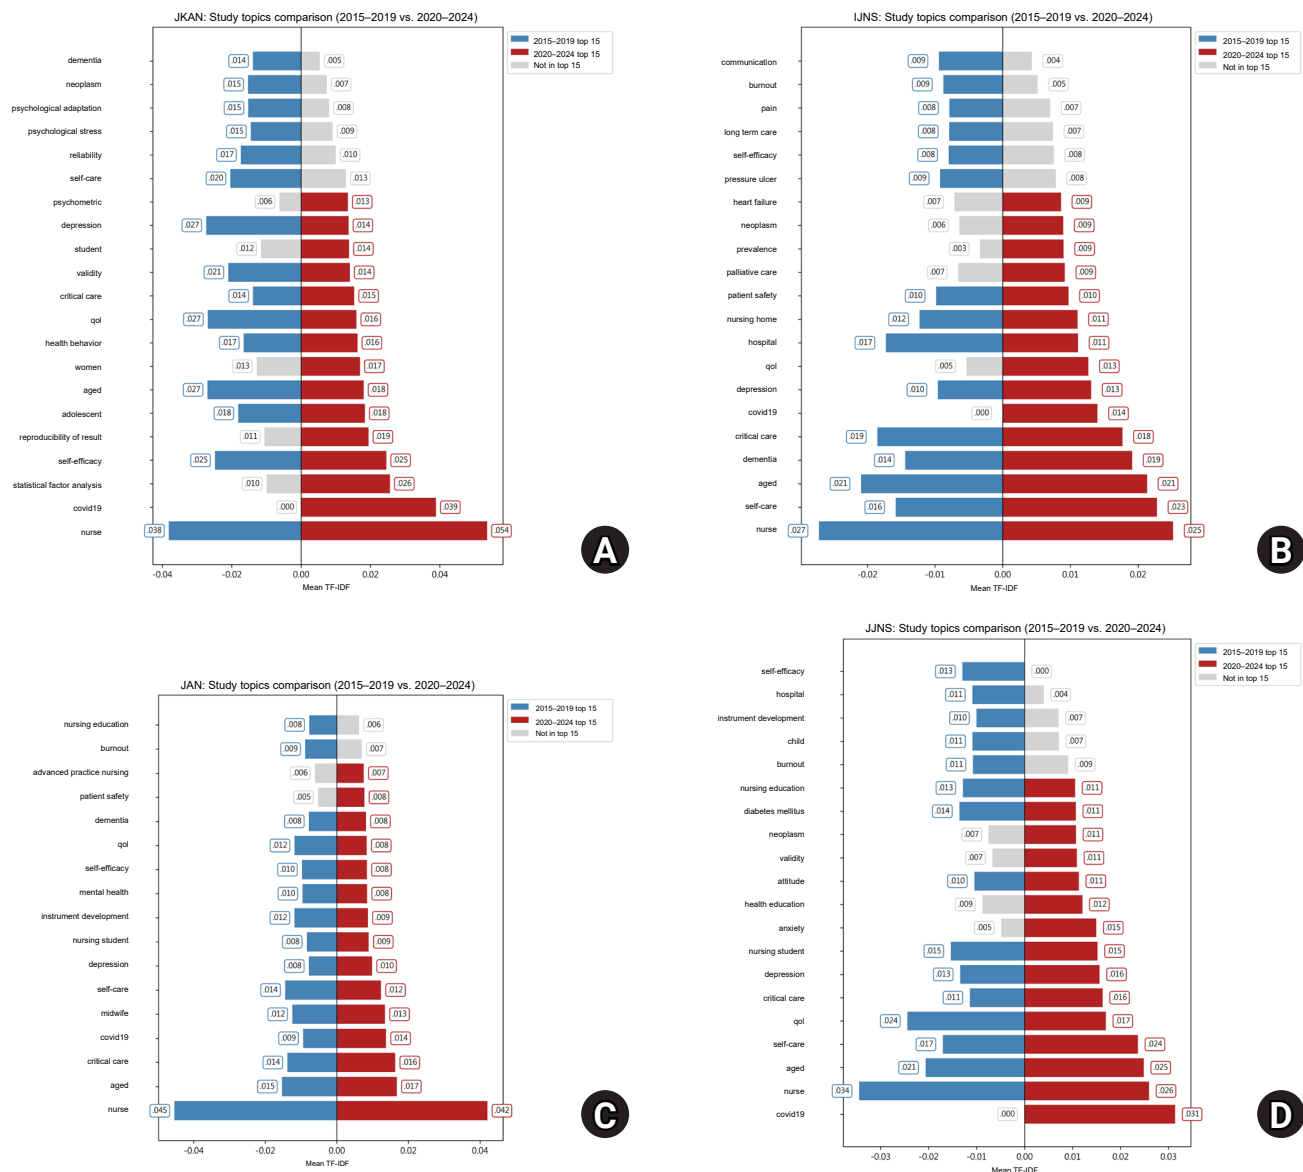 JKAN: Study topics comparison (2015–2019 vs. 2020–2024)
2015–2019 top 15
2020–2024 top 15
Not in top 15
dementia .014 .005
neoplasm .015 .007
psychological adaptation .015 .008
psychological stress .015 .009
reliability .017 .010
self-care .020 .013
psychometric .006 .013
depression .027 .014
student .012 .014
validity .021 .014
critical care .014 .015
qol .027 .016
health behavior .017 .016
women .013 .017
aged .027 .018
adolescent .018 .018
reproducibility of result .011 .019
self-efficacy .025 .025
statistical factor analysis .010 .026
covid19 .000 .039
nurse .038 .054
-0.04 -0.02 0.00 0.02 0.04
Mean TF-IDF
A
IJNS: Study topics comparison (2015–2019 vs. 2020–2024)
2015–2019 top 15
2020–2024 top 15
Not in top 15
communication .009 .004
burnout .009 .005
pain .008 .007
long term care .008 .007
self-efficacy .008 .008
pressure ulcer .009 .008
heart failure .007 .009
neoplasm .006 .009
prevalence .003 .009
palliative care .007 .009
patient safety .010 .010
nursing home .012 .011
hospital .017 .011
qol .005 .013
depression .010 .013
covid19 .000 .014
critical care .019 .018
dementia .014 .019
aged .021 .021
self-care .016 .023
nurse .027 .025
-0.02 -0.01 0.00 0.01 0.02
Mean TF-IDF
B
JAN: Study topics comparison (2015–2019 vs. 2020–2024)
2015–2019 top 15
2020–2024 top 15
Not in top 15
nursing education .008 .006
burnout .009 .007
advanced practice nursing .006 .007
patient safety .005 .008
dementia .008 .008
qol .012 .008
self-efficacy .010 .008
mental health .010 .008
instrument development .012 .009
nursing student .008 .009
depression .008 .010
self-care .014 .012
midwife .012 .013
covid19 .009 .014
critical care .014 .016
aged .015 .017
nurse .045 .042
-0.04 -0.02 0.00 0.02 0.04
Mean TF-IDF
C
JJNS: Study topics comparison (2015–2019 vs. 2020–2024)
2015–2019 top 15
2020–2024 top 15
Not in top 15
self-efficacy .013 .000
hospital .011 .004
instrument development .010 .007
child .011 .007
burnout .011 .009
nursing education .013 .011
diabetes mellitus .014 .011
neoplasm .007 .011
validity .007 .011
attitude .010 .011
health education .009 .012
anxiety .005 .015
nursing student .015 .015
depression .013 .016
critical care .011 .016
qol .024 .017
self-care .017 .024
aged .021 .025
nurse .034 .026
covid19 .000 .031
-0.03 -0.02 -0.01 0.00 0.01 0.02 0.03
Mean TF-IDF
D